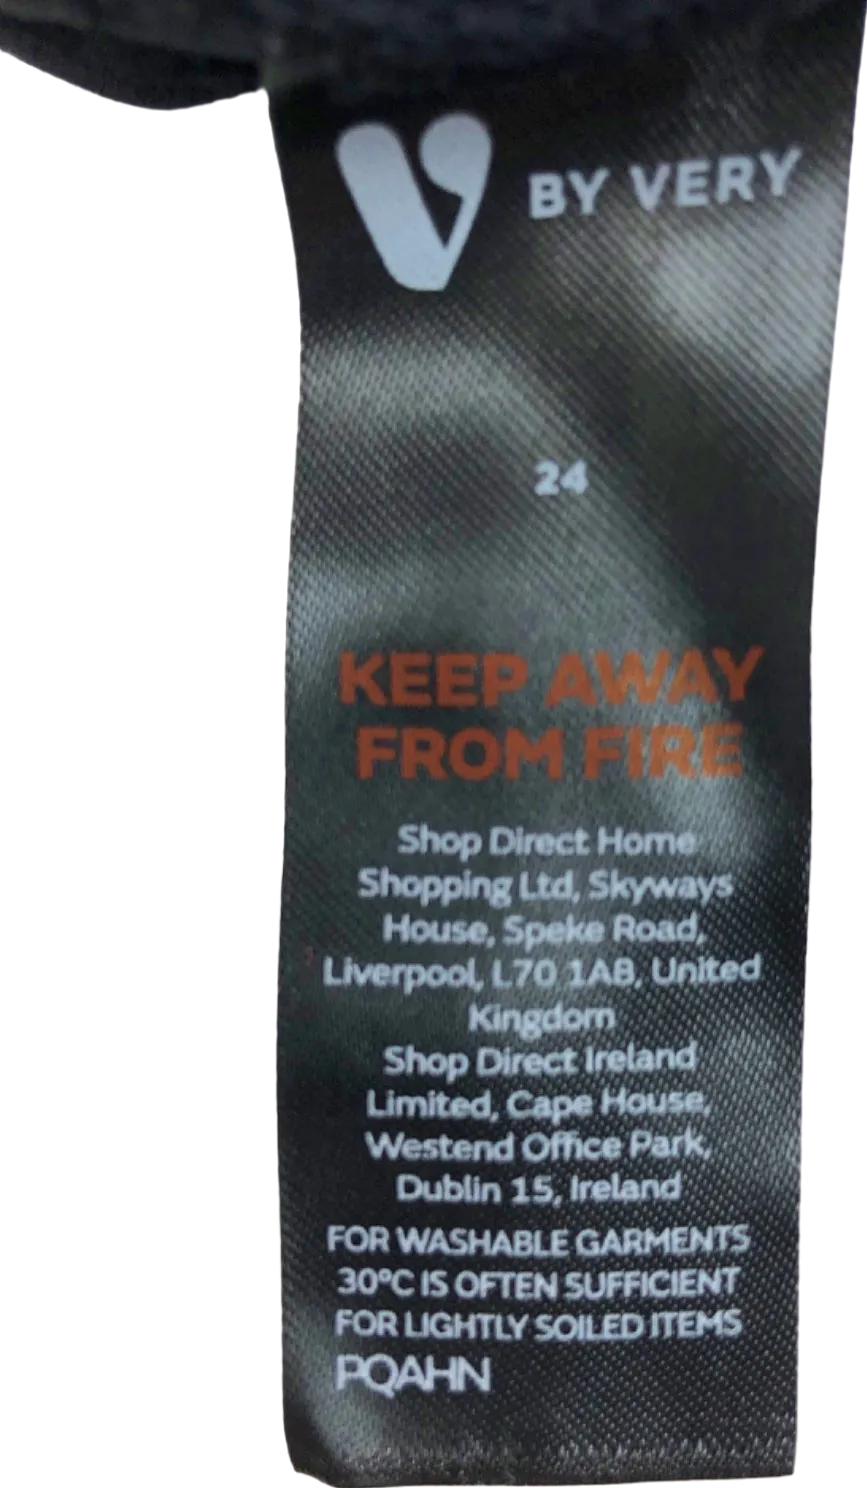 V BY VERY
24
KEEP AWAY
FROM FIRE
Shop Direct Home
Shopping Ltd, Skyways
House, Speke Road,
Liverpool, L70 1AB, United
Kingdom
Shop Direct Ireland
Limited, Cape House,
Westend Office Park,
Dublin 15, Ireland
FOR WASHABLE GARMENTS
30°C IS OFTEN SUFFICIENT
FOR LIGHTLY SOILED ITEMS
PQAHN